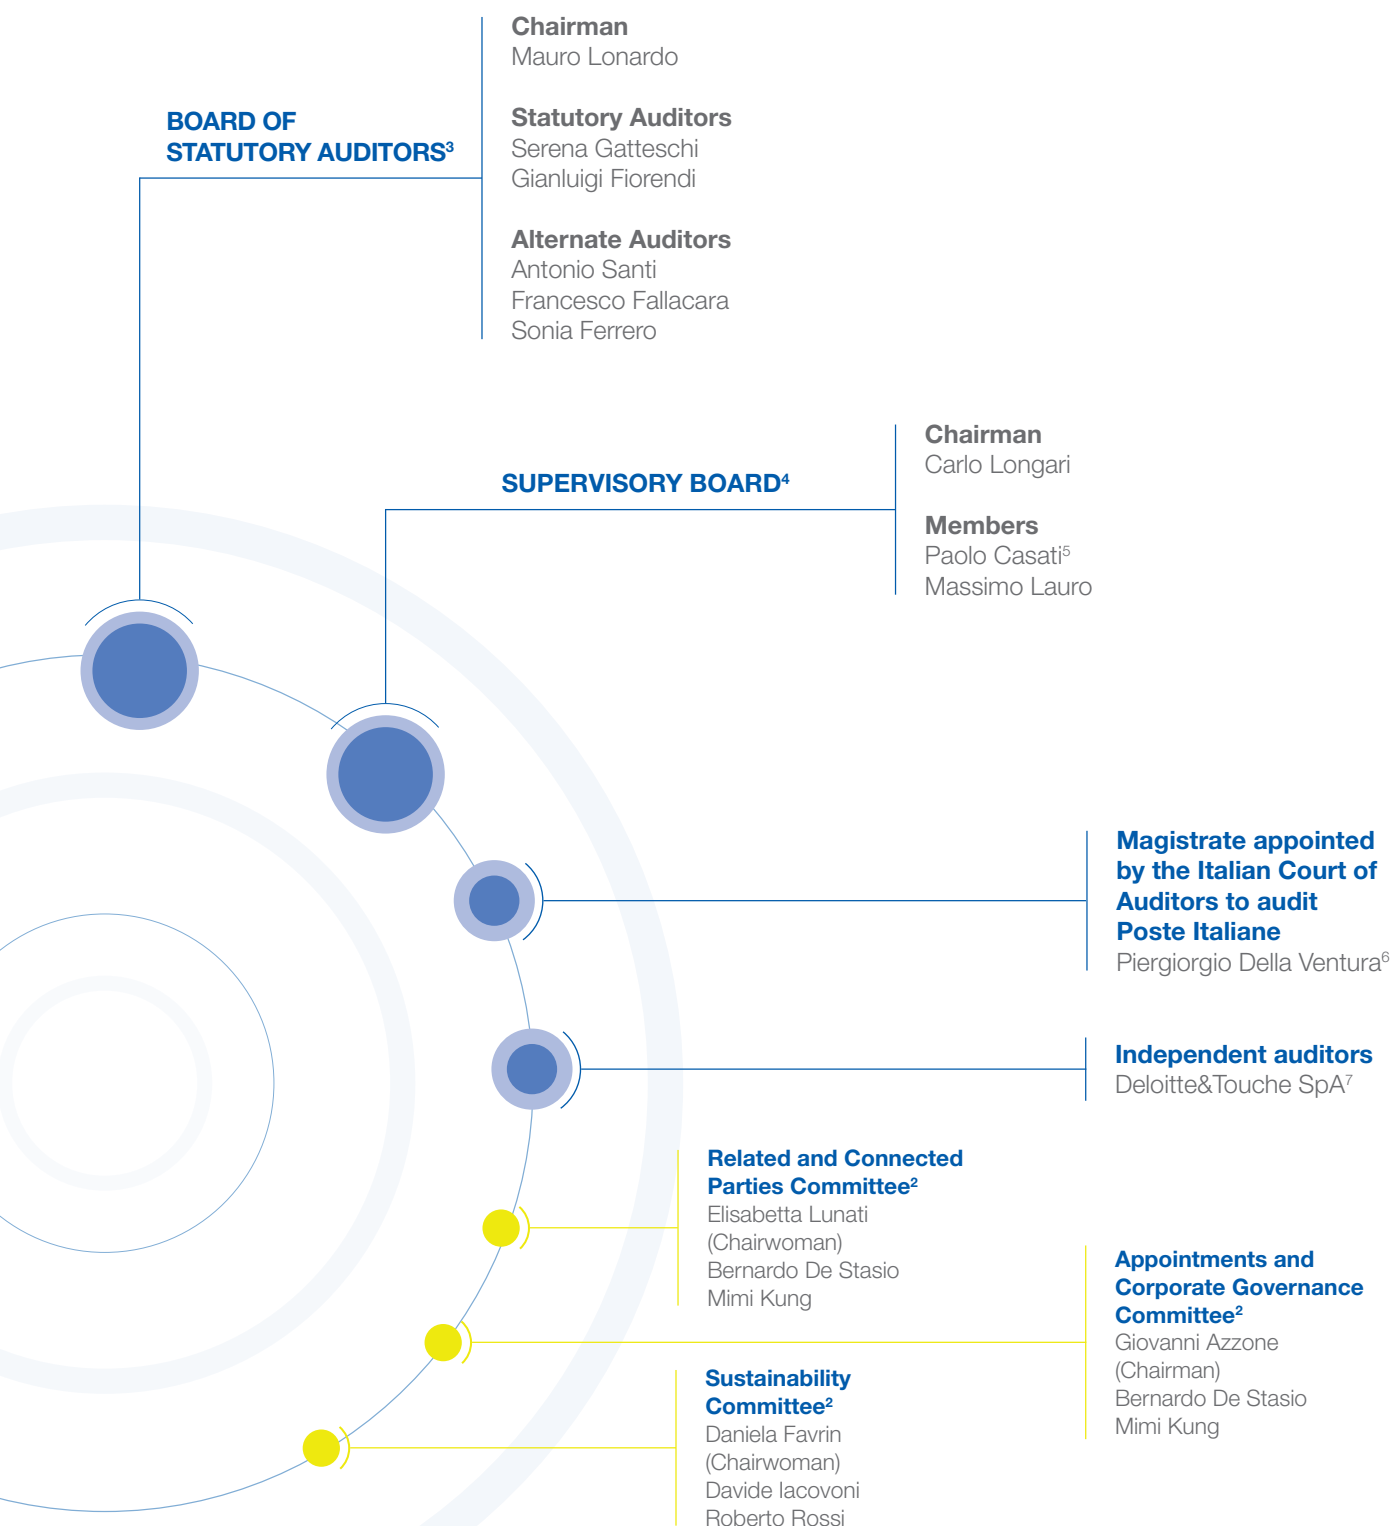 Chairman
Mauro Lonardo
BOARD OF
STATUTORY AUDITORS³
Statutory Auditors
Serena Gatteschi
Gianluigi Fiorendi
Alternate Auditors
Antonio Santi
Francesco Fallacara
Sonia Ferrero
SUPERVISORY BOARD⁴
Chairman
Carlo Longari
Members
Paolo Casati⁵
Massimo Lauro
Magistrate appointed
by the Italian Court of
Auditors to audit
Poste Italiane
Piergiorgio Della Ventura⁶
Independent auditors
Deloitte&Touche SpA⁷
Related and Connected
Parties Committee²
Elisabetta Lunati
(Chairwoman)
Bernardo De Stasio
Mimi Kung
Appointments and
Corporate Governance
Committee²
Giovanni Azzone
(Chairman)
Bernardo De Stasio
Mimi Kung
Sustainability
Committee²
Daniela Favrin
(Chairwoman)
Davide Iacovoni
Roberto Rossi